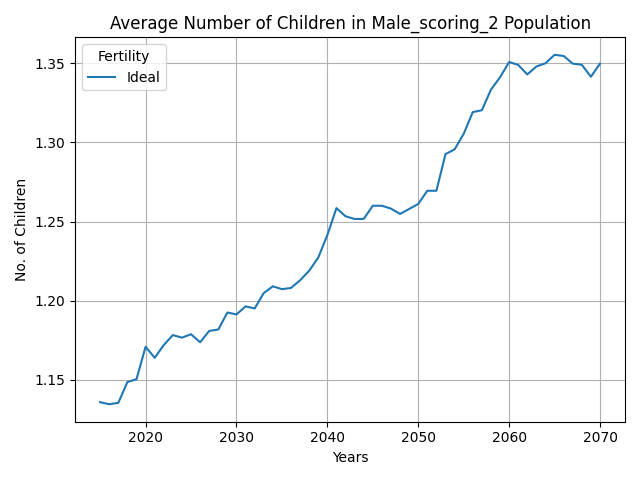 Average Number of Children in Male_scoring_2 Population
Fertility
Ideal
No. of Children
1.35
1.30
1.25
1.20
1.15
2020 2030 2040 2050 2060 2070
Years